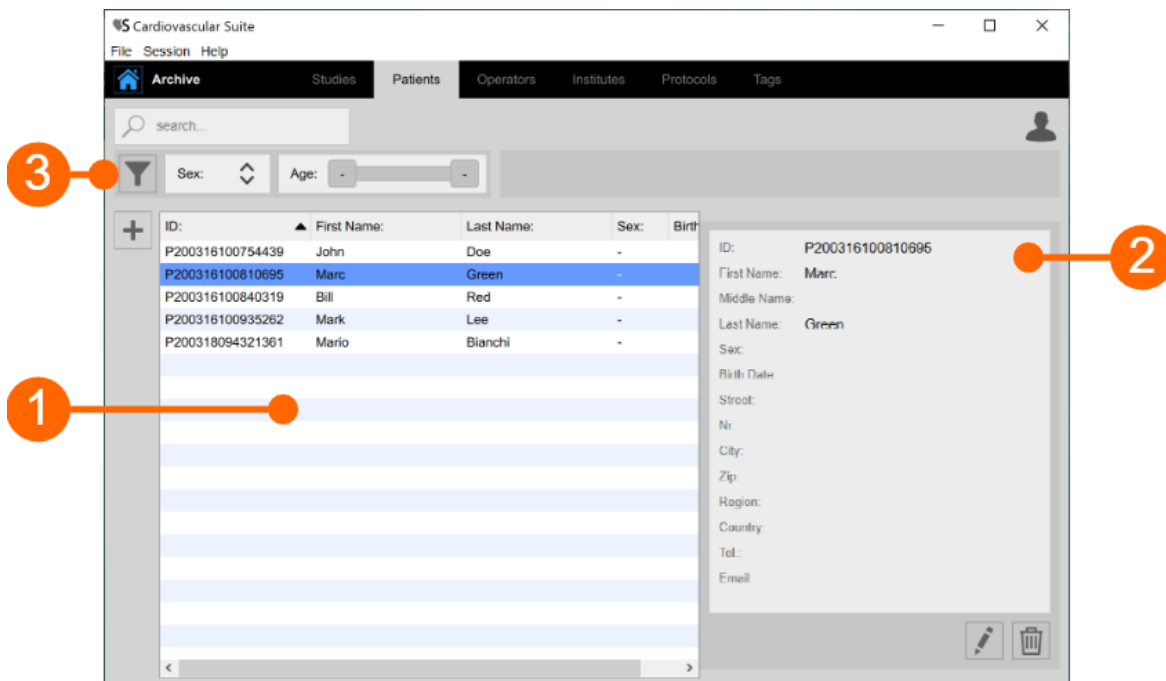 Cardiovascular Suite
File Session Help
Archive Studies Patients Operators Institutes Protocols Tags
search...
3
Sex: Age: - -
ID: First Name: Last Name: Sex: Birth
P200316100754439 John Doe -
P200316100810695 Marc Green -
P200316100840319 Bill Red -
P200316100935262 Mark Lee -
P200318094321361 Mario Bianchi -
1
ID: P200316100810695
2
First Name: Marc
Middle Name:
Last Name: Green
Sex:
Birth Date
Street:
Nr.:
City:
Zip
Region:
Country:
Tel.:
Email